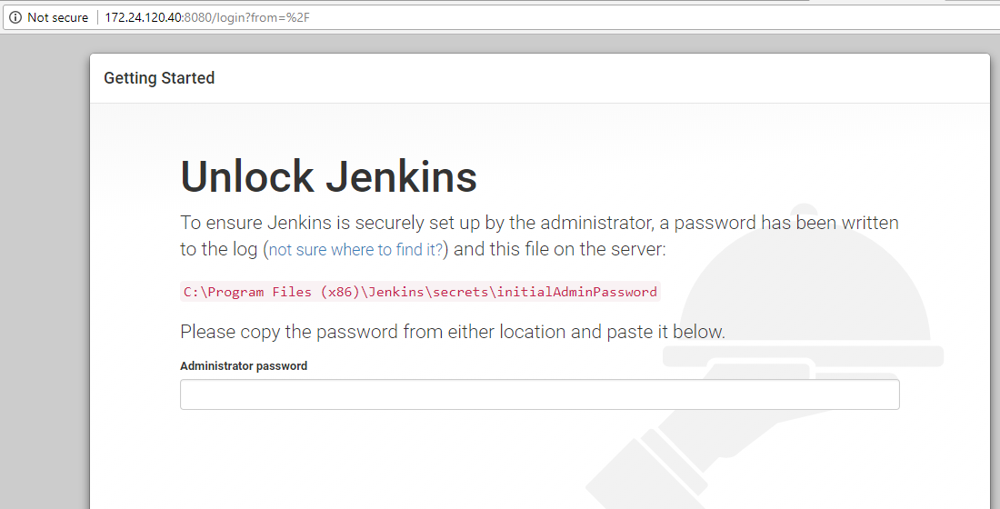 Not secure | 172.24.120.40:8080/login?from=%2F
Getting Started
Unlock Jenkins
To ensure Jenkins is securely set up by the administrator, a password has been written
to the log (not sure where to find it?) and this file on the server:
C:\Program Files (x86)\Jenkins\secrets\initialAdminPassword
Please copy the password from either location and paste it below.
Administrator password